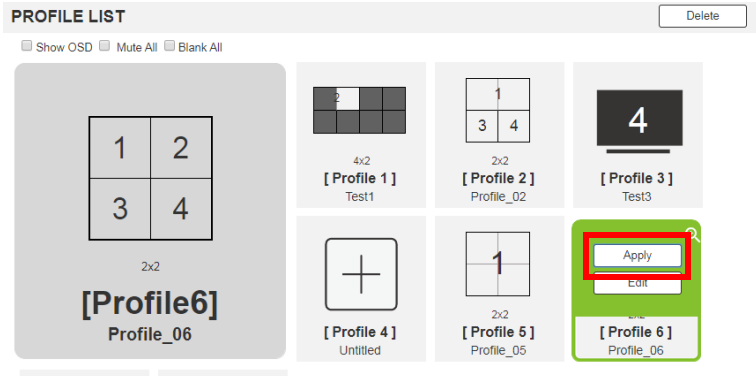 PROFILE LIST
Delete
Show OSD Mute All Blank All
1 2
3 4
2x2
[Profile6]
Profile_06
2
4x2
[ Profile 1 ]
Test1
1
3 4
2x2
[ Profile 2 ]
Profile_02
4
[ Profile 3 ]
Test3
[ Profile 4 ]
Untitled
1
2x2
[ Profile 5 ]
Profile_05
Apply
Edit
2x2
[ Profile 6 ]
Profile_06